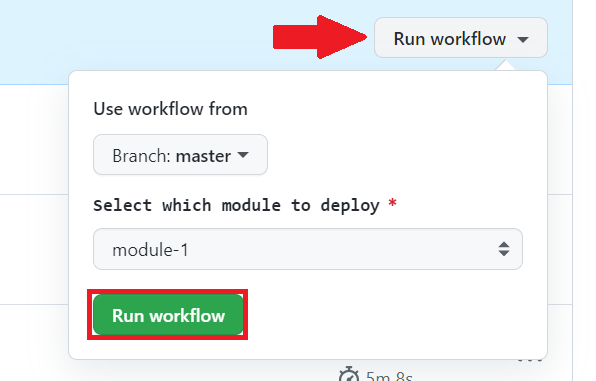 Run workflow
Use workflow from
Branch: master
Select which module to deploy *
module-1
Run workflow
5m 8s